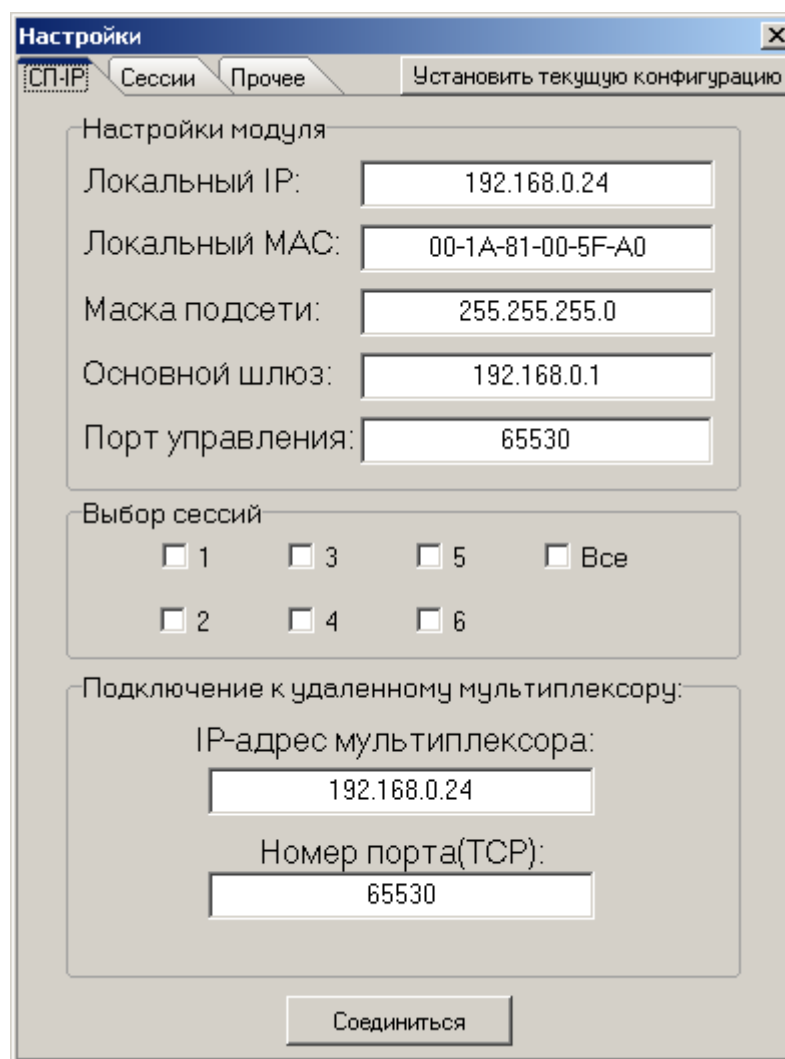 Настройки
СП-IP Сессии Прочее Установить текущую конфигурацию
Настройки модуля
Локальный IP: 192.168.0.24
Локальный MAC: 00-1A-81-00-5F-A0
Маска подсети: 255.255.255.0
Основной шлюз: 192.168.0.1
Порт управления: 65530
Выбор сессий
1 3 5 Все
2 4 6
Подключение к удаленному мультиплексору:
IP-адрес мультиплексора:
192.168.0.24
Номер порта(TCP):
65530
Соединиться